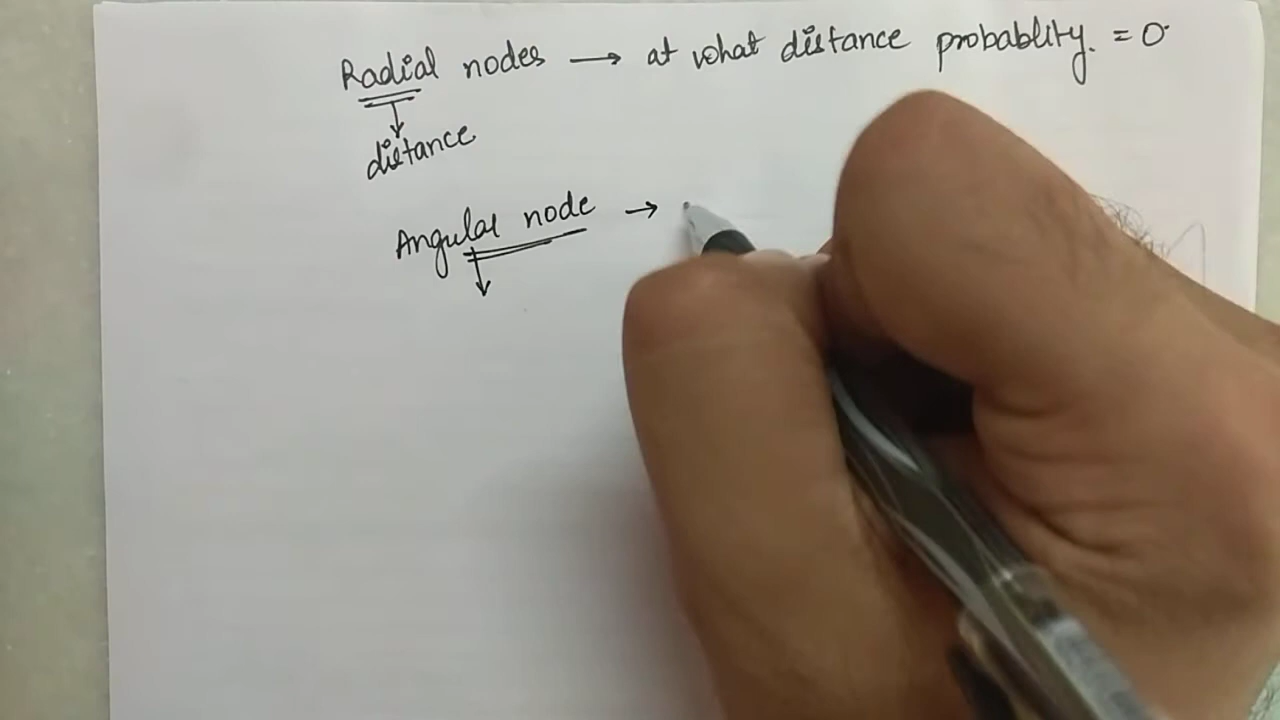 Radial nodes → at what distance probablity. = 0
↓
distance
Angular node →
↓